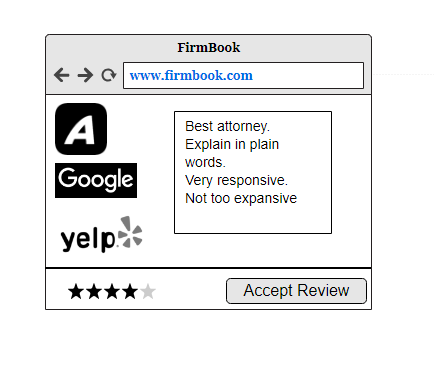 FirmBook
www.firmbook.com
A
Google
yelp
Best attorney.
Explain in plain
words.
Very responsive.
Not too expansive
Accept Review